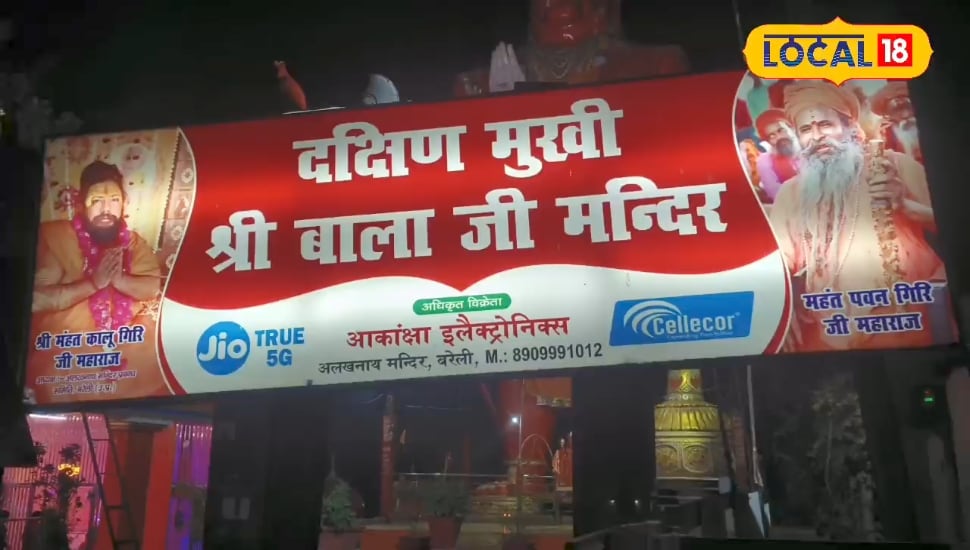 LOCAL 18
दक्षिण मुखी
श्री बाला जी मन्दिर
अधिकृत विक्रेता
आकांक्षा इलैक्ट्रोनिक्स
अलखनाथ मन्दिर, बरेली, M.: 8909991012
Jio TRUE 5G
Cellecor
श्री महंत कालू गिरि
जी महाराज
महंत पवन गिरि
जी महाराज